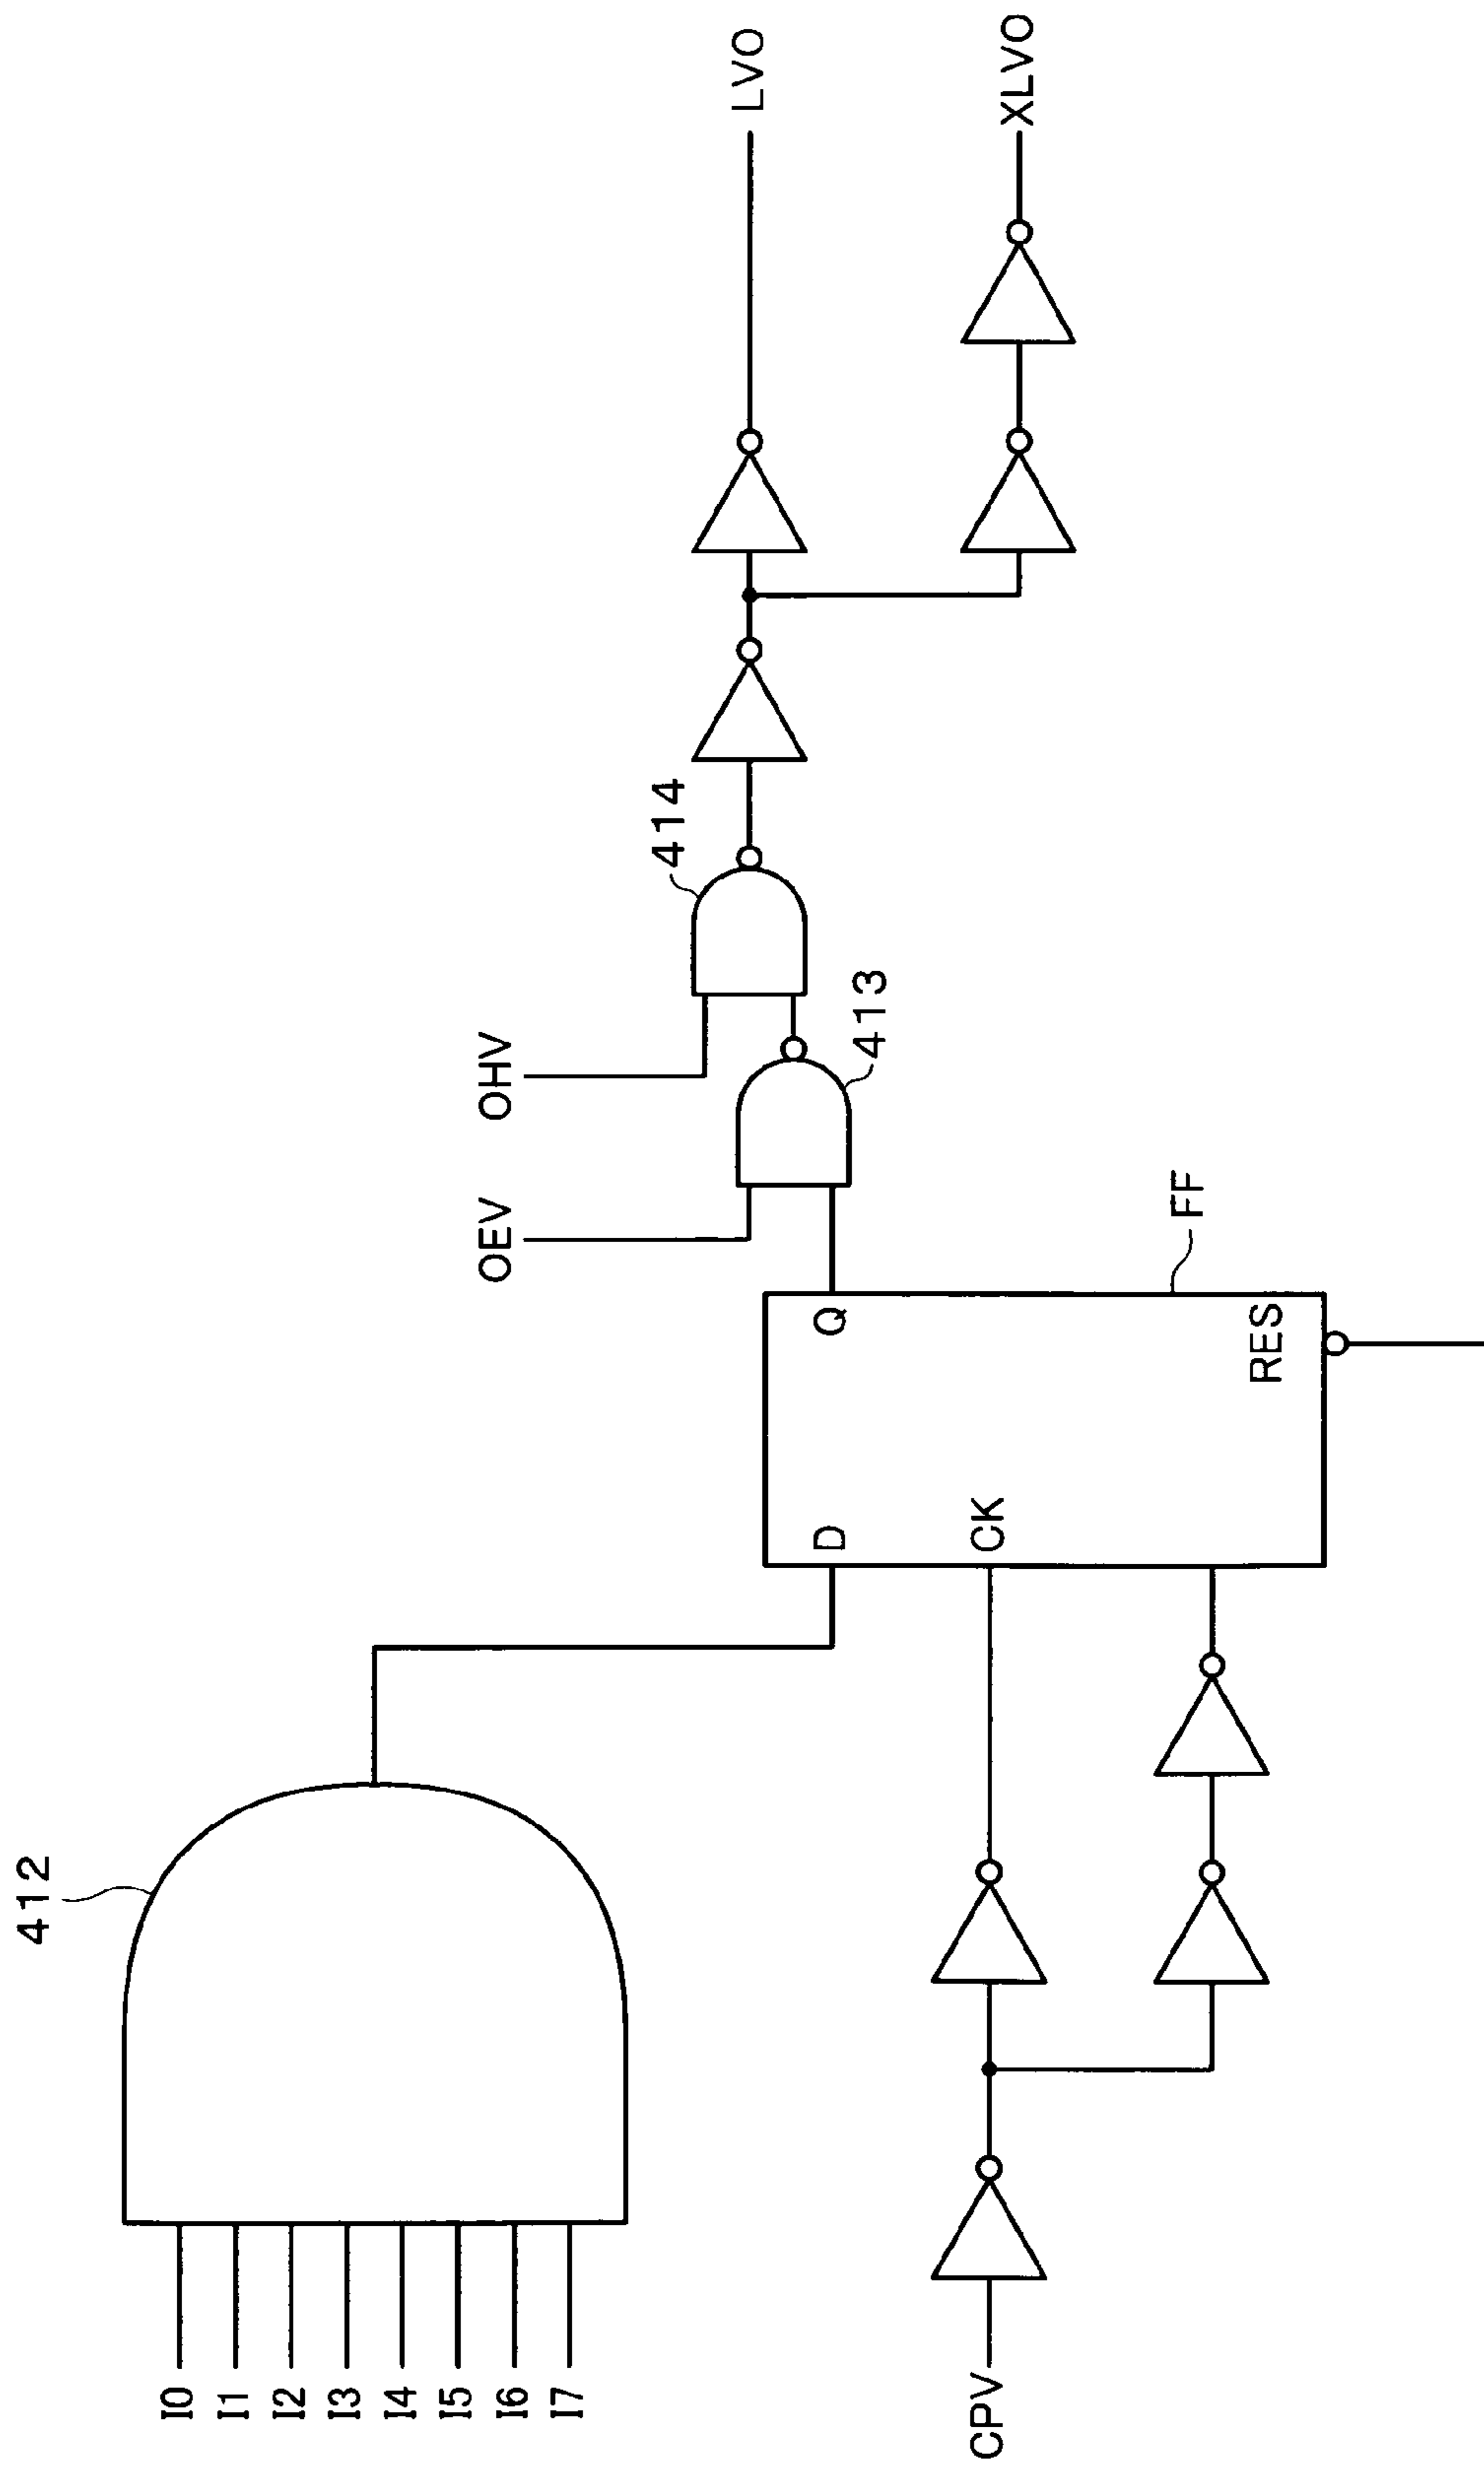 I0
I1
I2
I3
I4
I5
I6
I7
412
CPV
D
CK
Q
RES
FF
OEV
OHV
413
414
LVO
XLVO